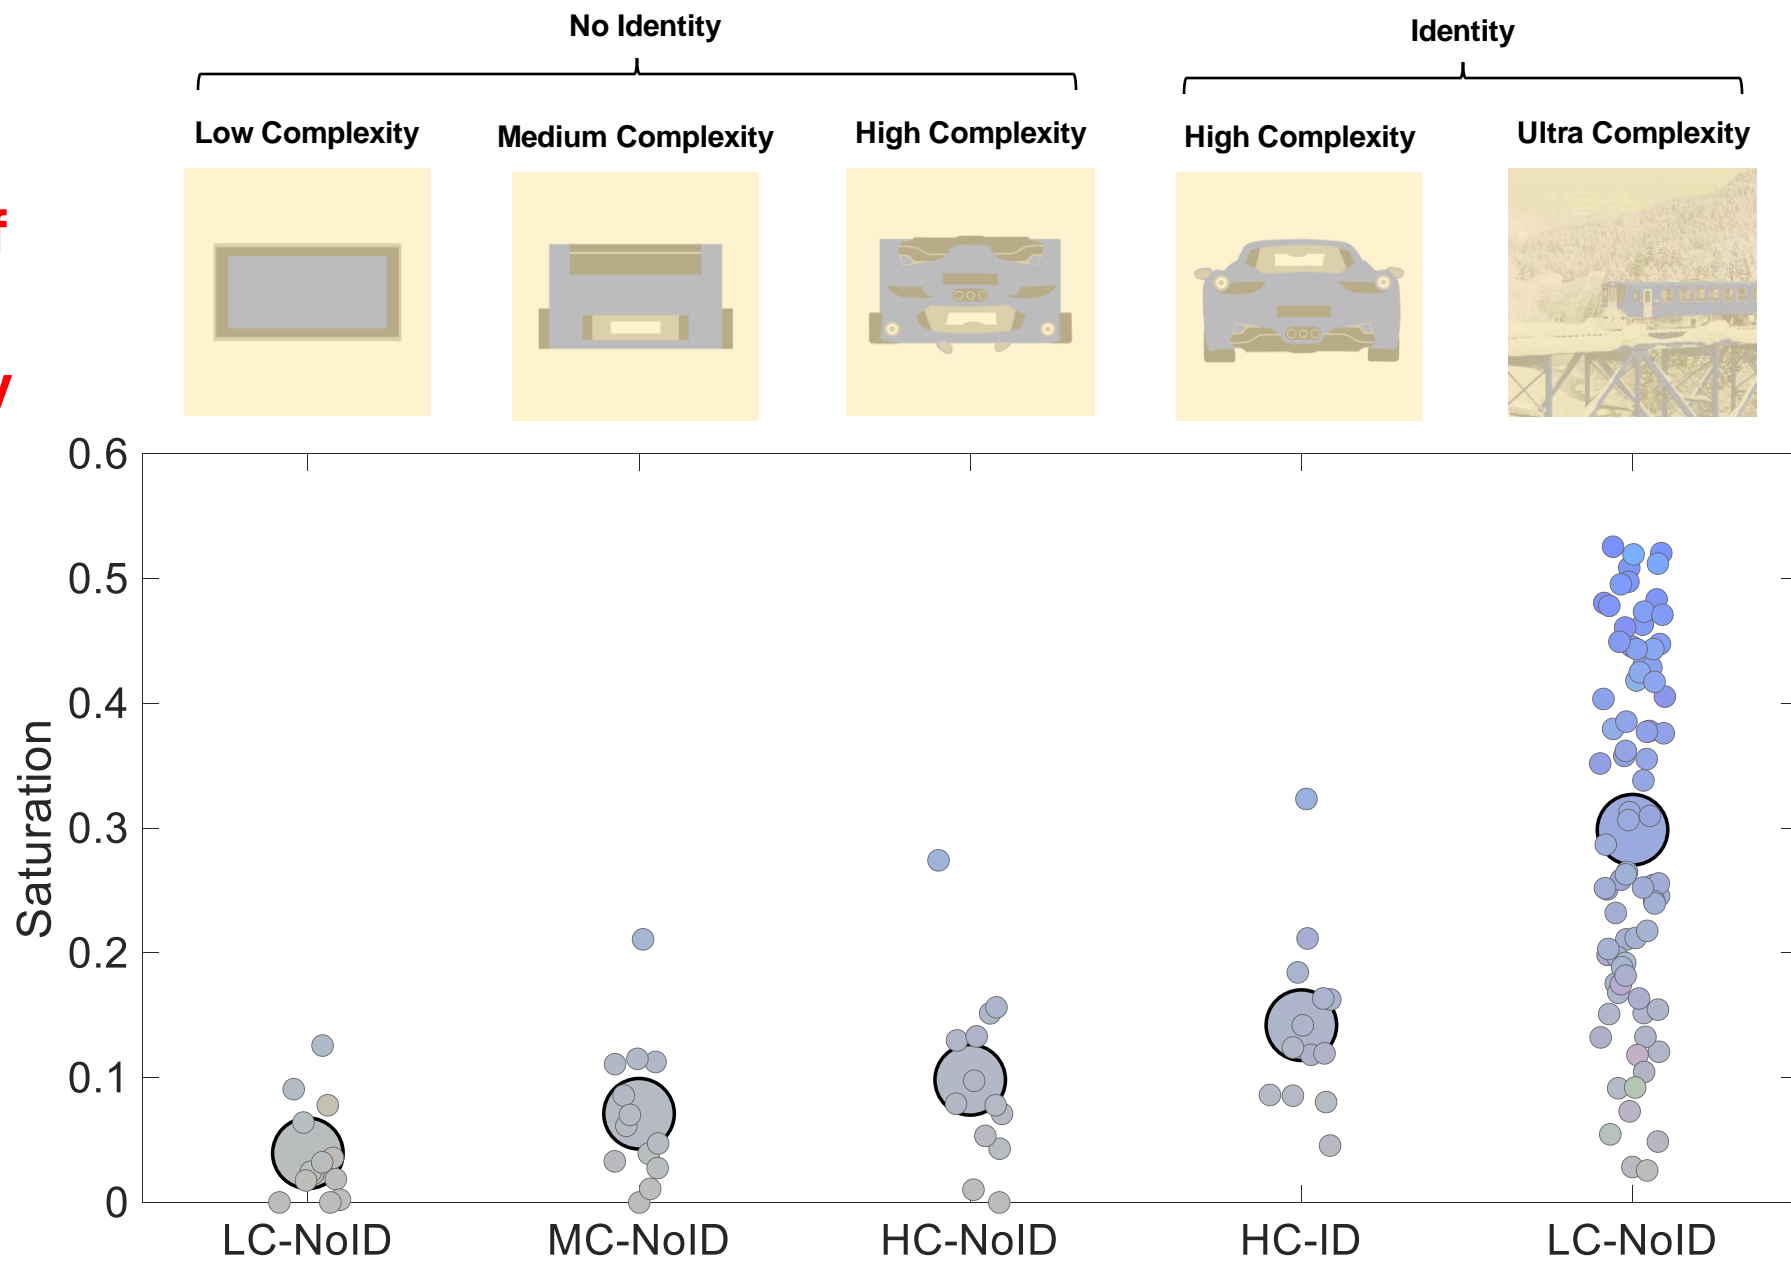 No Identity
Identity
Low Complexity
Medium Complexity
High Complexity
High Complexity
Ultra Complexity
f
y
0.6
0.5
0.4
0.3
0.2
0.1
0
Saturation
LC-NoID
MC-NoID
HC-NoID
HC-ID
LC-NoID